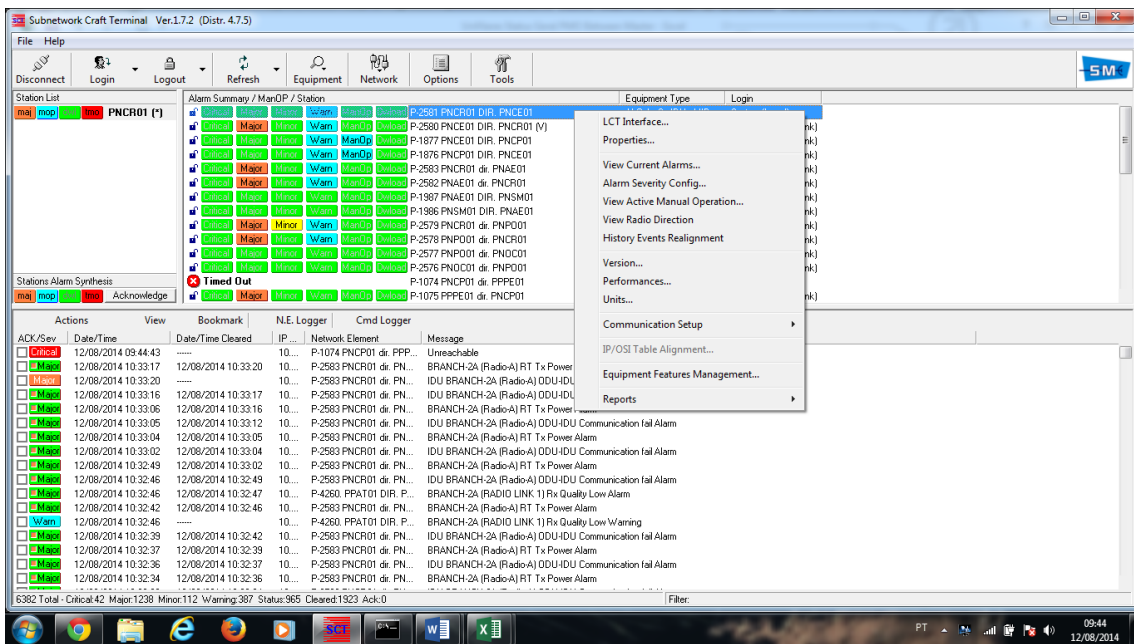 Subnetwork Craft Terminal Ver.1.7.2 (Distr. 4.7.5)
File Help
Disconnect Login Logout Refresh Equipment Network Options Tools
SM
Station List
maj mop tmo PNCR01 (*)
Alarm Summary / ManOP / Station Equipment Type Login
Critical Major Minor Warn ManOp Dwload P-2581 PNCR01 DIR. PNCE01
Critical Major Minor Warn ManOp Dwload P-2580 PNCE01 DIR. PNCR01 (V) nk)
Critical Major Minor Warn ManOp Dwload P-1877 PNCE01 DIR. PNCP01 nk)
Critical Major Minor Warn ManOp Dwload P-1876 PNCP01 DIR. PNCE01 nk)
Critical Major Minor Warn ManOp Dwload P-2583 PNCR01 dir. PNAE01 nk)
Critical Major Minor Warn ManOp Dwload P-2582 PNAE01 dir. PNCR01 nk)
Critical Major Minor Warn ManOp Dwload P-1987 PNAE01 DIR. PNSM01 nk)
Critical Major Minor Warn ManOp Dwload P-1986 PNSM01 DIR. PNAE01 nk)
Critical Major Minor Warn ManOp Dwload P-2579 PNCR01 dir. PNPO01 nk)
Critical Major Minor Warn ManOp Dwload P-2578 PNPO01 dir. PNCR01 nk)
Critical Major Minor Warn ManOp Dwload P-2577 PNPO01 dir. PNOC01 nk)
Critical Major Minor Warn ManOp Dwload P-2576 PNOC01 dir. PNPO01 nk)
Timed Out P-1074 PNCP01 dir. PPPE01
Critical Major Minor Warn ManOp Dwload P-1075 PPPE01 dir. PNCP01 nk)
Stations Alarm Synthesis
maj mop tmo Acknowledge
LCT Interface...
Properties...
View Current Alarms...
Alarm Severity Config...
View Active Manual Operation...
View Radio Direction
History Events Realignment
Version...
Performances...
Units...
Communication Setup
IP/OSI Table Alignment...
Equipment Features Management...
Reports
Actions View Bookmark N.E. Logger Cmd Logger
ACK/Sev Date/Time Date/Time Cleared IP ... Network Element Message
Critical 12/08/2014 09:44:43 ------ 10.... P-1074 PNCP01 dir. PPP... Unreachable
Major 12/08/2014 10:33:17 12/08/2014 10:33:20 10.... P-2583 PNCR01 dir. PN... BRANCH-2A (Radio-A) RT Tx Power
Major 12/08/2014 10:33:20 ------ 10.... P-2583 PNCR01 dir. PN... IDU BRANCH-2A (Radio-A) ODU-IDU
Major 12/08/2014 10:33:16 12/08/2014 10:33:17 10.... P-2583 PNCR01 dir. PN... IDU BRANCH-2A (Radio-A) ODU-IDU
Major 12/08/2014 10:33:06 12/08/2014 10:33:16 10.... P-2583 PNCR01 dir. PN... BRANCH-2A (Radio-A) RT Tx Power Alarm
Major 12/08/2014 10:33:05 12/08/2014 10:33:12 10.... P-2583 PNCR01 dir. PN... IDU BRANCH-2A (Radio-A) ODU-IDU Communication fail Alarm
Major 12/08/2014 10:33:04 12/08/2014 10:33:05 10.... P-2583 PNCR01 dir. PN... BRANCH-2A (Radio-A) RT Tx Power Alarm
Major 12/08/2014 10:33:02 12/08/2014 10:33:04 10.... P-2583 PNCR01 dir. PN... IDU BRANCH-2A (Radio-A) ODU-IDU Communication fail Alarm
Major 12/08/2014 10:32:49 12/08/2014 10:33:02 10.... P-2583 PNCR01 dir. PN... BRANCH-2A (Radio-A) RT Tx Power Alarm
Major 12/08/2014 10:32:46 12/08/2014 10:32:49 10.... P-2583 PNCR01 dir. PN... IDU BRANCH-2A (Radio-A) ODU-IDU Communication fail Alarm
Major 12/08/2014 10:32:46 12/08/2014 10:32:47 10.... P-4260. PPAT01 DIR. P... BRANCH-2A (RADIO LINK 1) Rx Quality Low Alarm
Major 12/08/2014 10:32:42 12/08/2014 10:32:46 10.... P-2583 PNCR01 dir. PN... BRANCH-2A (Radio-A) RT Tx Power Alarm
Warn 12/08/2014 10:32:46 ------ 10.... P-4260. PPAT01 DIR. P... BRANCH-2A (RADIO LINK 1) Rx Quality Low Warning
Major 12/08/2014 10:32:39 12/08/2014 10:32:42 10.... P-2583 PNCR01 dir. PN... IDU BRANCH-2A (Radio-A) ODU-IDU Communication fail Alarm
Major 12/08/2014 10:32:37 12/08/2014 10:32:39 10.... P-2583 PNCR01 dir. PN... BRANCH-2A (Radio-A) RT Tx Power Alarm
Major 12/08/2014 10:32:36 12/08/2014 10:32:37 10.... P-2583 PNCR01 dir. PN... IDU BRANCH-2A (Radio-A) ODU-IDU Communication fail Alarm
Major 12/08/2014 10:32:34 12/08/2014 10:32:36 10.... P-2583 PNCR01 dir. PN... BRANCH-2A (Radio-A) RT Tx Power Alarm
6382 Total - Critical:42 Major:1238 Minor:112 Warning:387 Status:965 Cleared:1923 Ack:0 Filter:
SCT
PT 09:44
12/08/2014